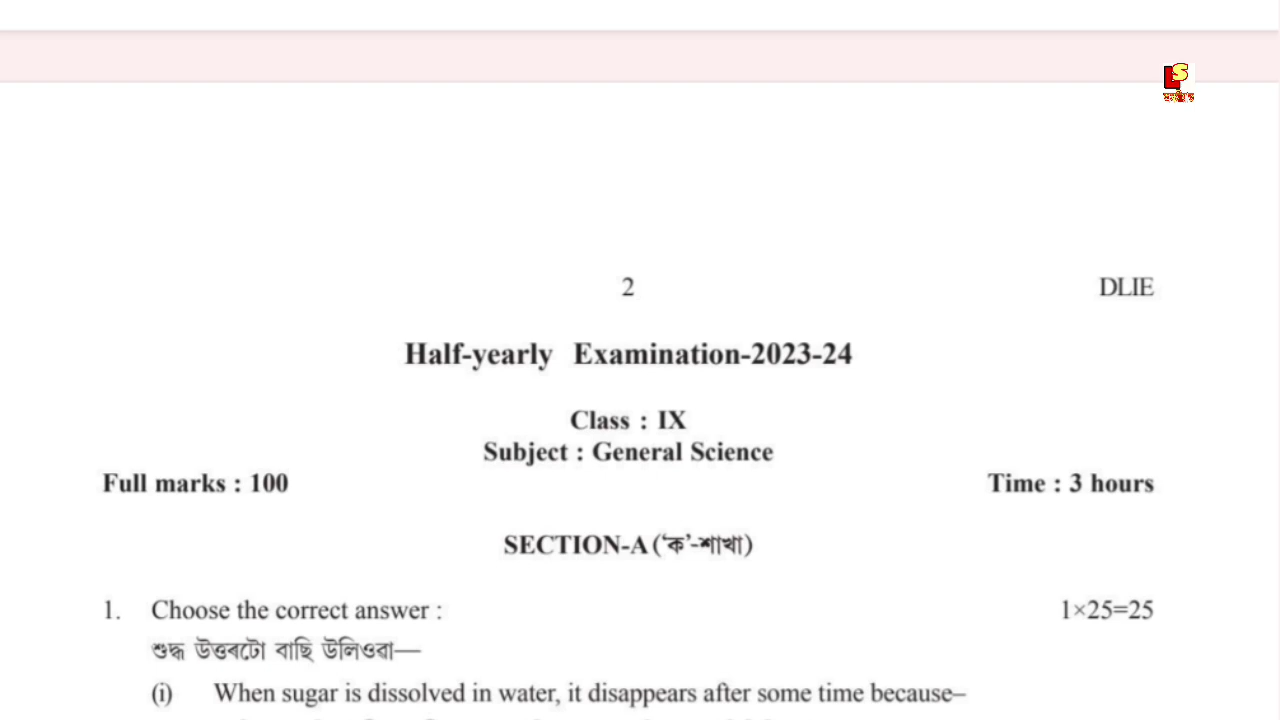 LS
2 DLIE
Half-yearly Examination-2023-24
Class : IX
Subject : General Science
Full marks : 100 Time : 3 hours
SECTION-A (‘ক’-শাখা)
1. Choose the correct answer : 1×25=25
শুদ্ধ উত্তৰটো বাছি উলিওৱা—
(i) When sugar is dissolved in water, it disappears after some time because–